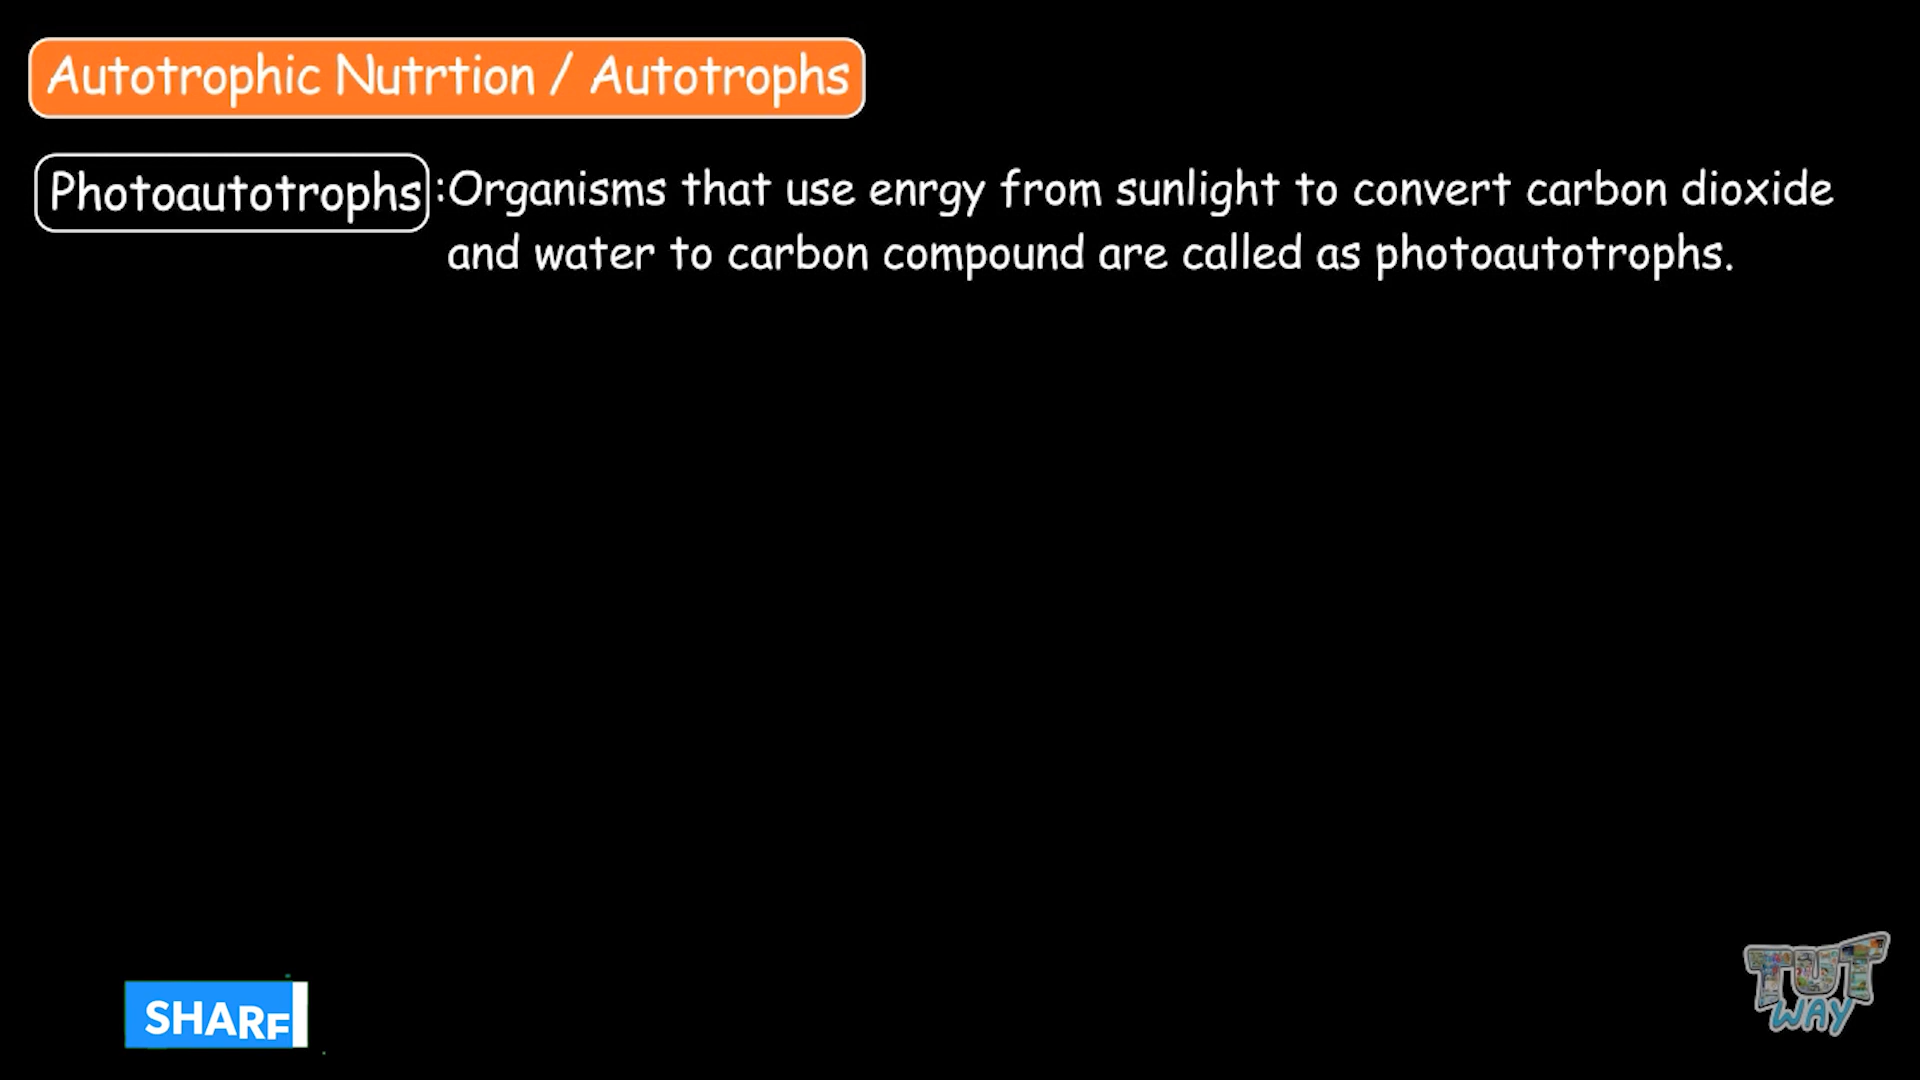 Autotrophic Nutrtion / Autotrophs
Photoautotrophs :Organisms that use enrgy from sunlight to convert carbon dioxide
and water to carbon compound are called as photoautotrophs.
SHARE
TUT
WAY